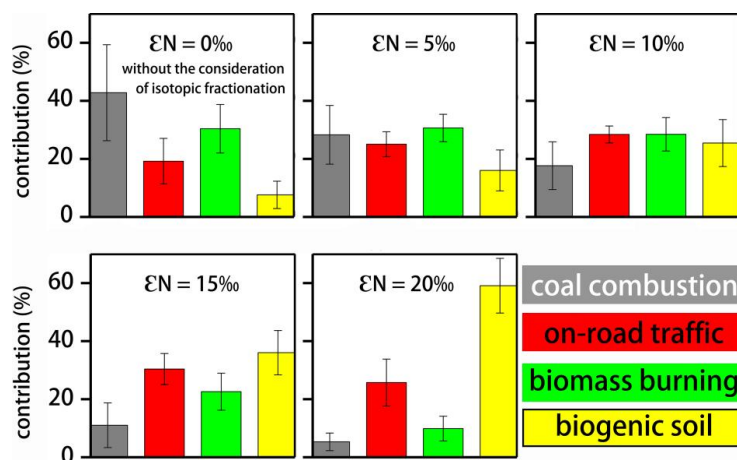 contribution (%)
60
40
20
0
εN = 0‰
without the consideration
of isotopic fractionation
εN = 5‰
εN = 10‰
contribution (%)
60
40
20
0
εN = 15‰
εN = 20‰
coal combustion
on-road traffic
biomass burning
biogenic soil